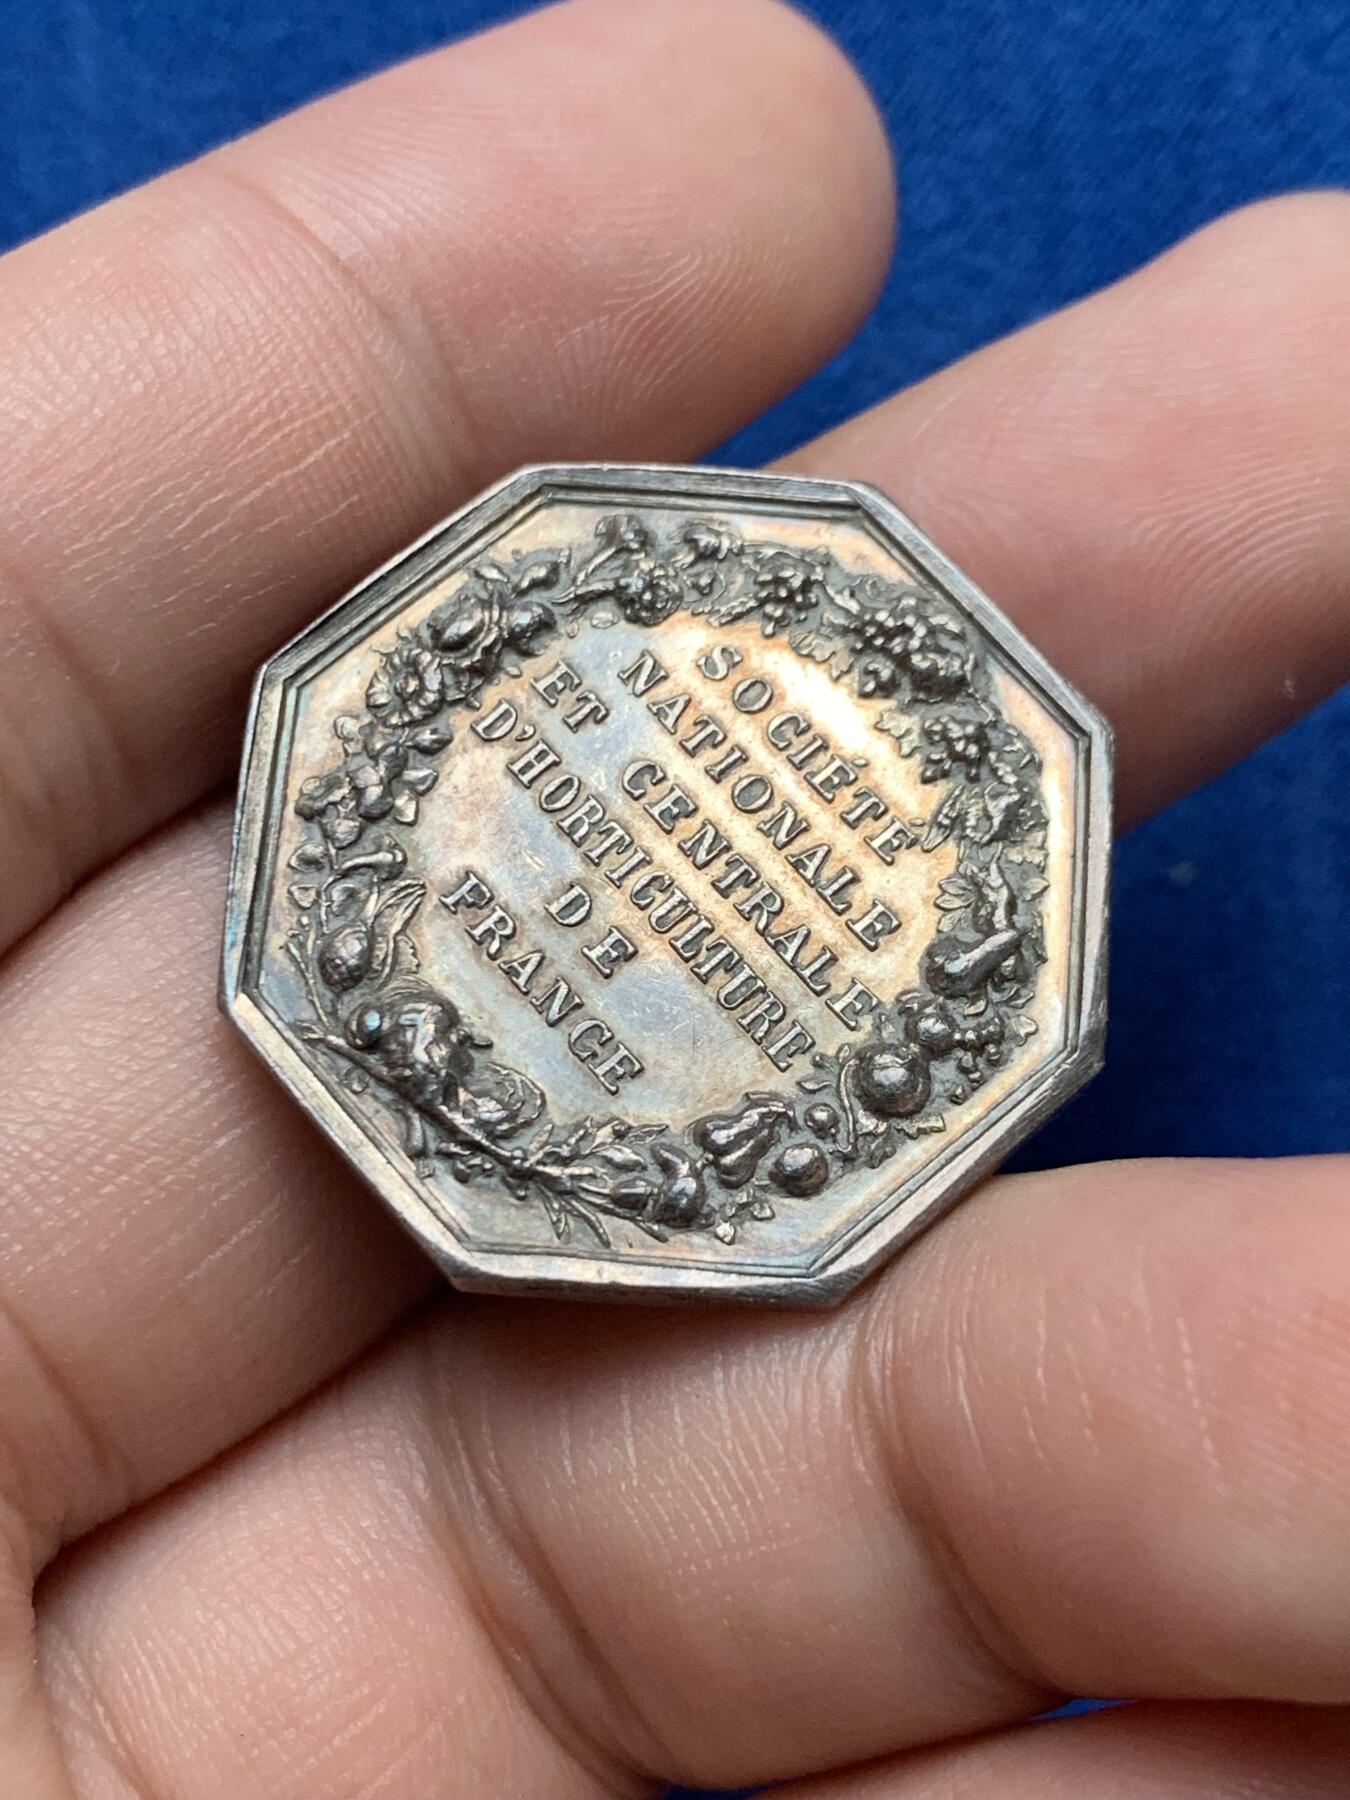 SOCIÉTÉ
NATIONALE
ET CENTRALE
D'HORTICULTURE
DE
FRANCE